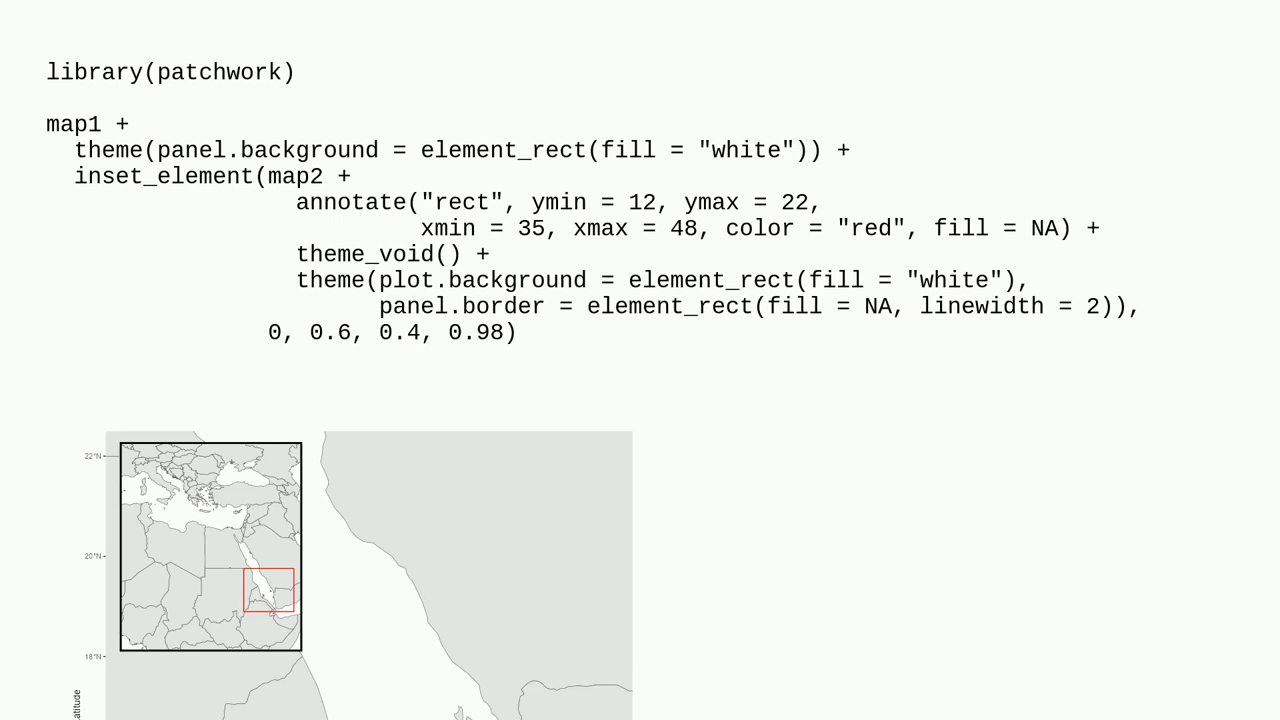 library(patchwork)
map1 +
theme(panel.background = element_rect(fill = "white")) +
inset_element(map2 +
annotate("rect", ymin = 12, ymax = 22,
xmin = 35, xmax = 48, color = "red", fill = NA) +
theme_void() +
theme(plot.background = element_rect(fill = "white"),
panel.border = element_rect(fill = NA, linewidth = 2)),
0, 0.6, 0.4, 0.98)
22°N
20°N
18°N